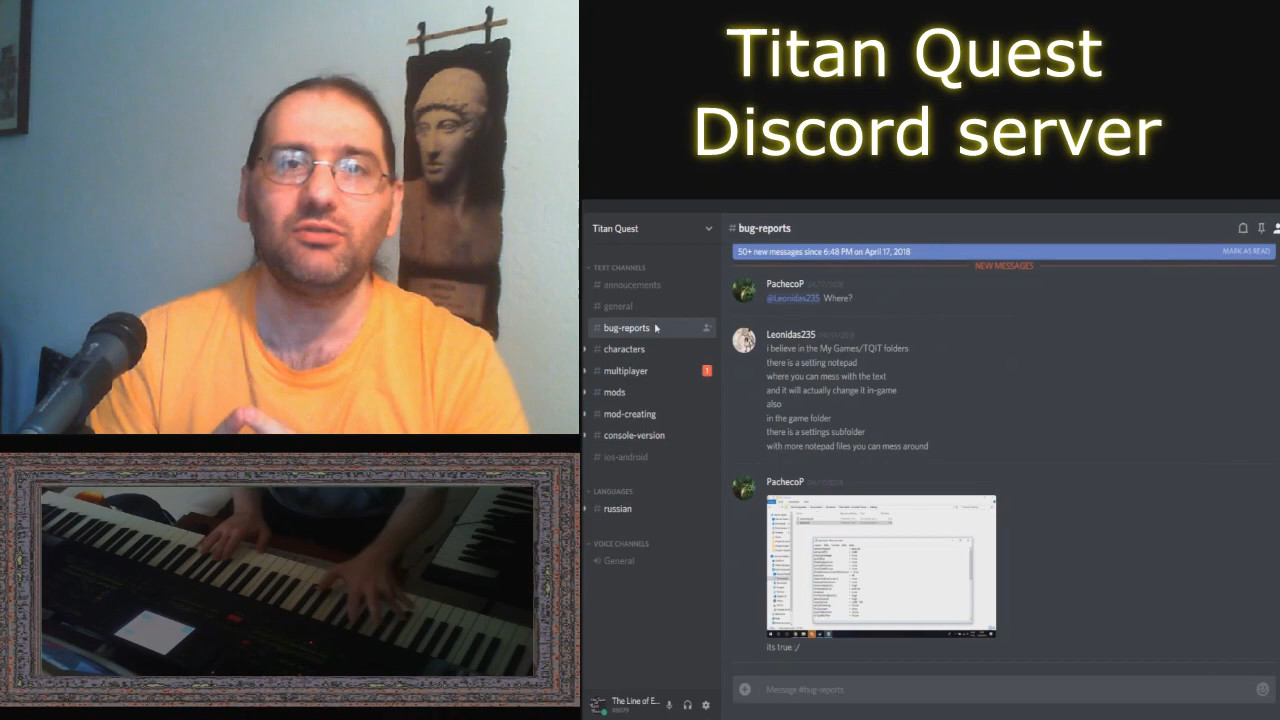 Titan Quest
Discord server
Titan Quest
# bug-reports
50+ new messages since 6:48 PM on April 17, 2018
MARK AS READ
NEW MESSAGES
TEXT CHANNELS
# annoucements
# general
# bug-reports
# characters
# multiplayer
1
# mods
# mod-creating
# console-version
# ios-android
LANGUAGES
# russian
VOICE CHANNELS
General
The Line of E...
PachecoP
@Leonidas235 Where?
Leonidas235
i believe in the My Games/TQIT folders
there is a setting notepad
where you can mess with the text
and it will actually change it in-game
also
in the game folder
there is a settings subfolder
with more notepad files you can mess around
PachecoP
its true :/
Message #bug-reports